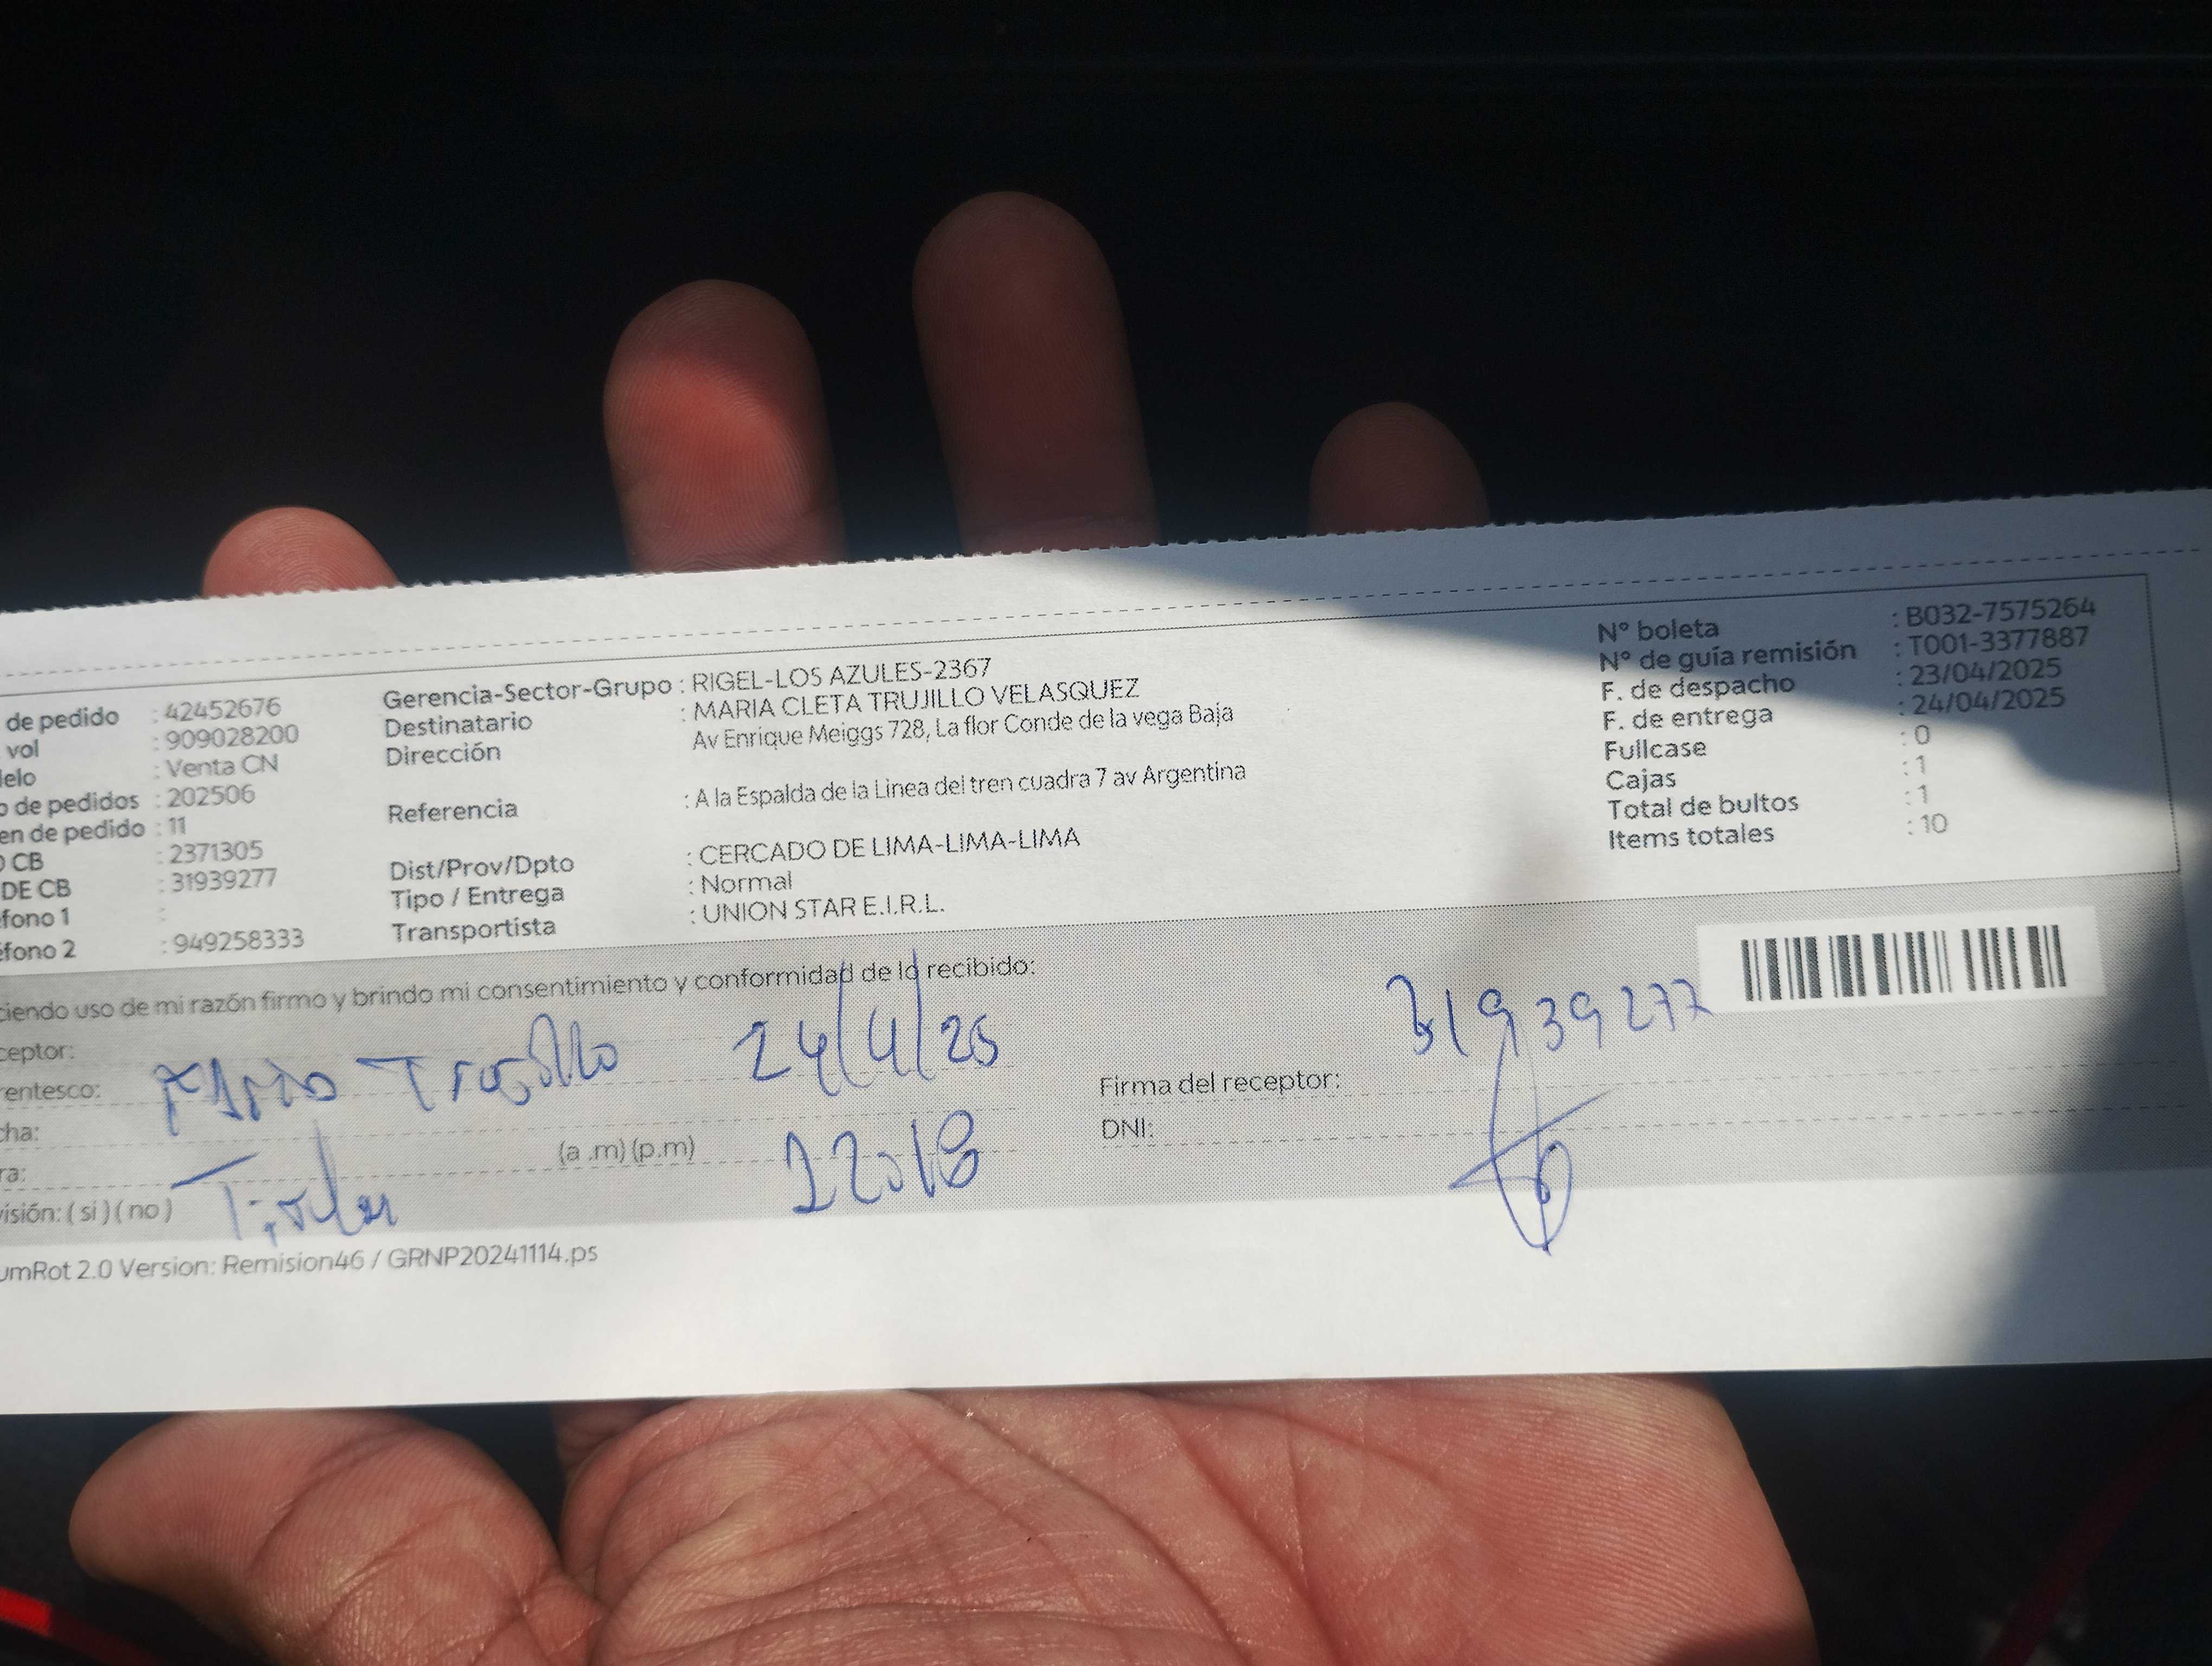 de pedido : 42452676
vol : 909028200
elo : Venta CN
o de pedidos : 202506
en de pedido : 11
O CB : 2371305
DE CB : 31939277
fono 1 :
éfono 2 : 949258333
Gerencia-Sector-Grupo : RIGEL-LOS AZULES-2367
Destinatario : MARIA CLETA TRUJILLO VELASQUEZ
Dirección Av Enrique Meiggs 728, La flor Conde de la vega Baja
Referencia : A la Espalda de la Linea del tren cuadra 7 av Argentina
Dist/Prov/Dpto : CERCADO DE LIMA-LIMA-LIMA
Tipo / Entrega : Normal
Transportista : UNION STAR E.I.R.L.
N° boleta : B032-7575264
N° de guía remisión : T001-3377887
F. de despacho : 23/04/2025
F. de entrega : 24/04/2025
Fullcase : 0
Cajas : 1
Total de bultos : 1
Items totales : 10
ciendo uso de mi razón firmo y brindo mi consentimiento y conformidad de lo recibido:
ceptor:
rentesco: Trujillo 24/4/25
cha:
ra: (a .m) (p.m)
visión: ( si ) ( no )
31939277
Firma del receptor:
DNI:
umRot 2.0 Version: Remision46 / GRNP20241114.ps